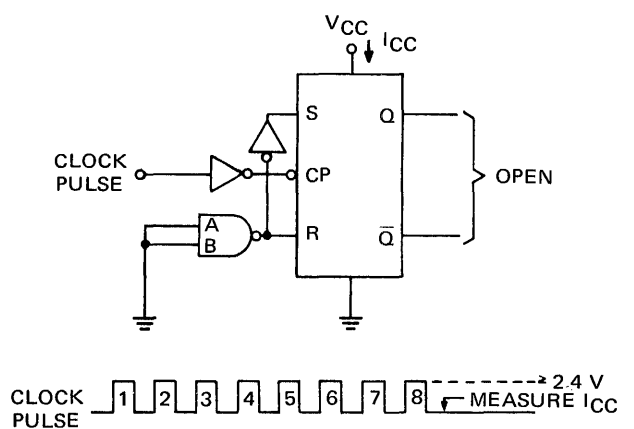 VCC ICC
S Q
CLOCK
PULSE
CP
OPEN
A
B
R Q̅
CLOCK
PULSE
1 2 3 4 5 6 7 8
≥ 2.4 V
MEASURE ICC